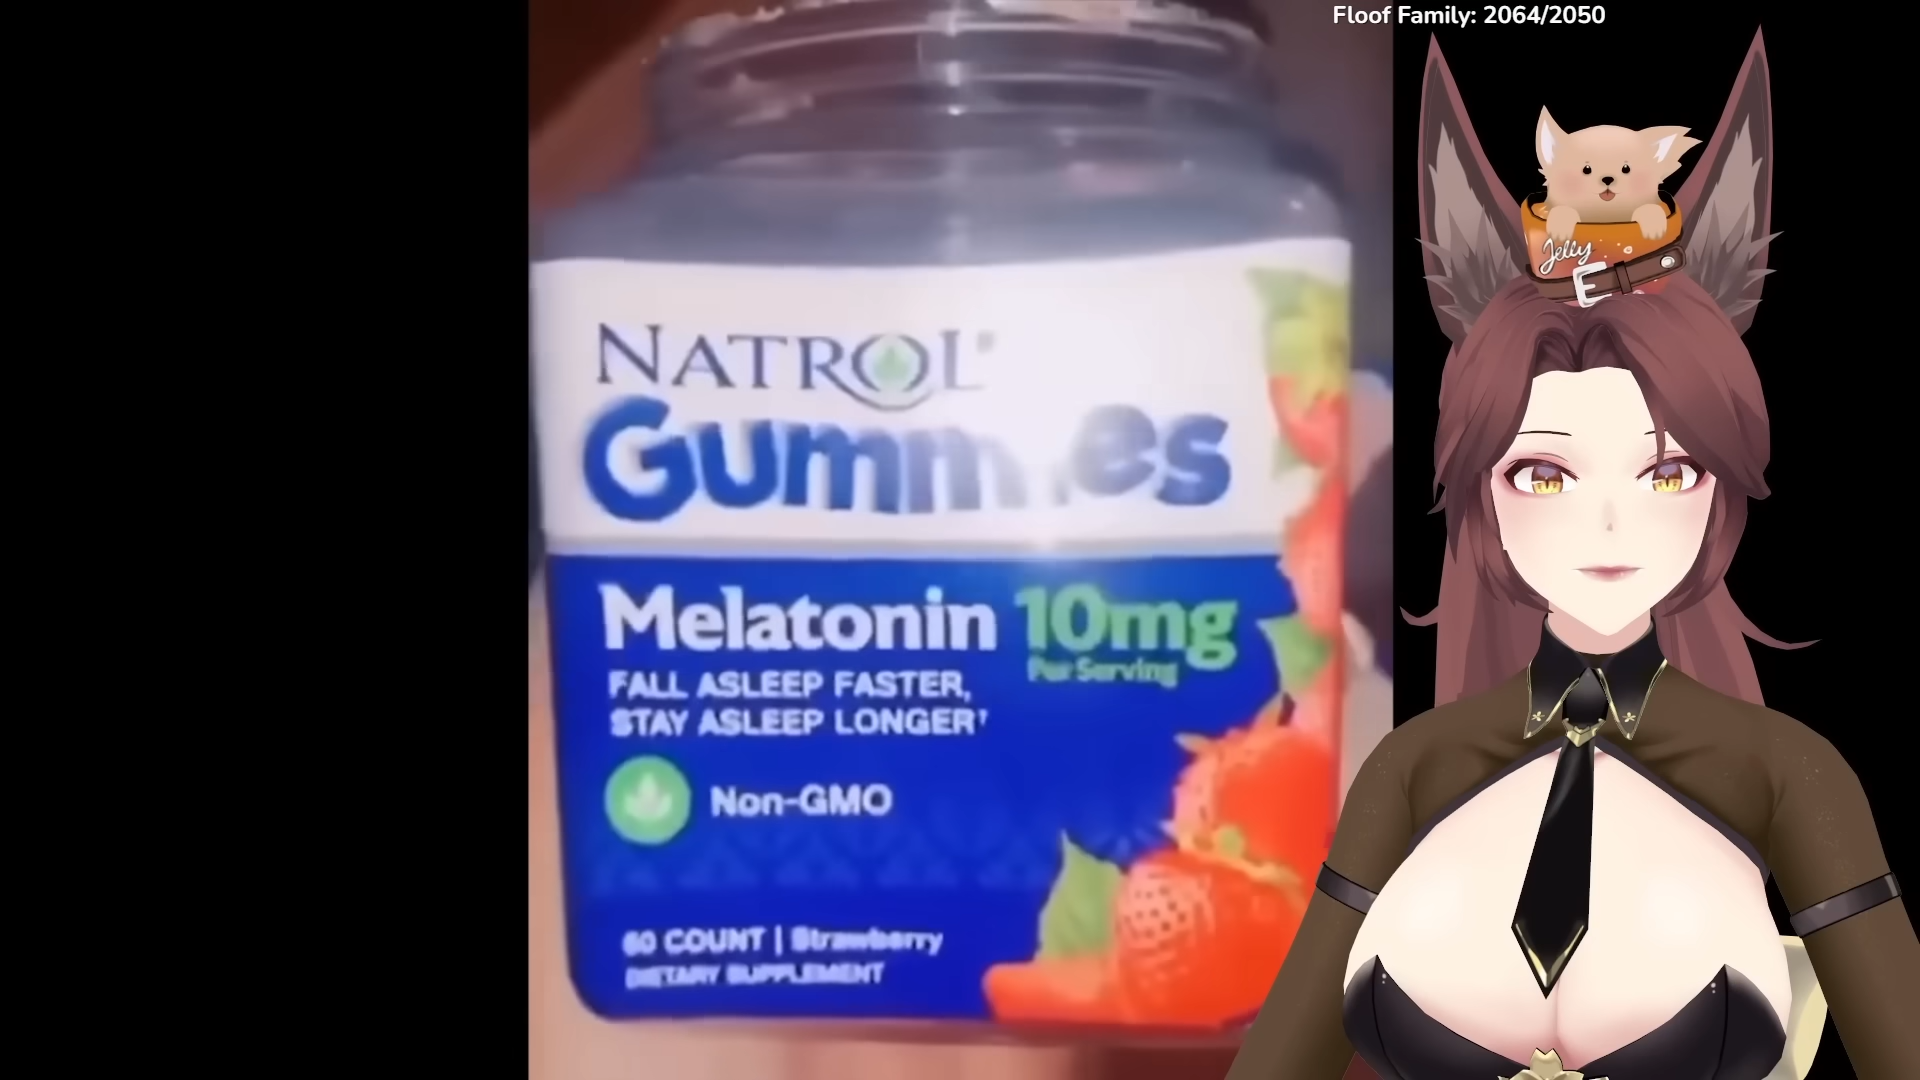 Floof Family: 2064/2050
Jelly
NATROL
Gummies
Melatonin 10mg
Per Serving
FALL ASLEEP FASTER,
STAY ASLEEP LONGER†
Non-GMO
60 COUNT | Strawberry
DIETARY SUPPLEMENT